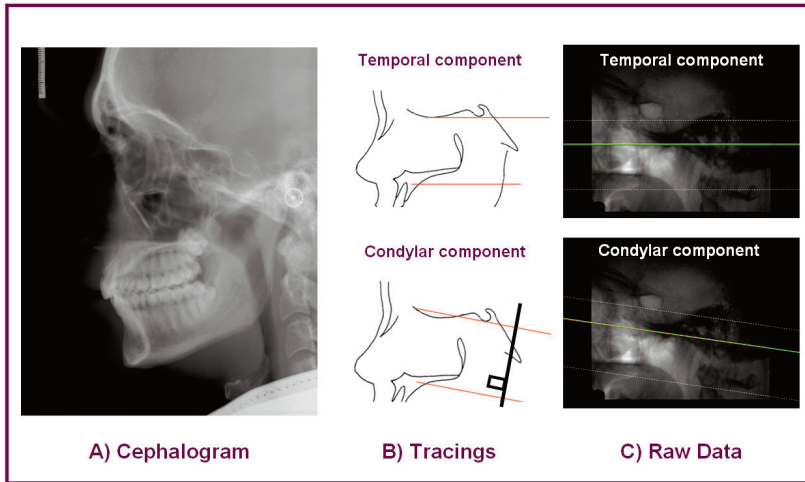 Temporal component
Temporal component
Condylar component
Condylar component
A) Cephalogram
B) Tracings
C) Raw Data